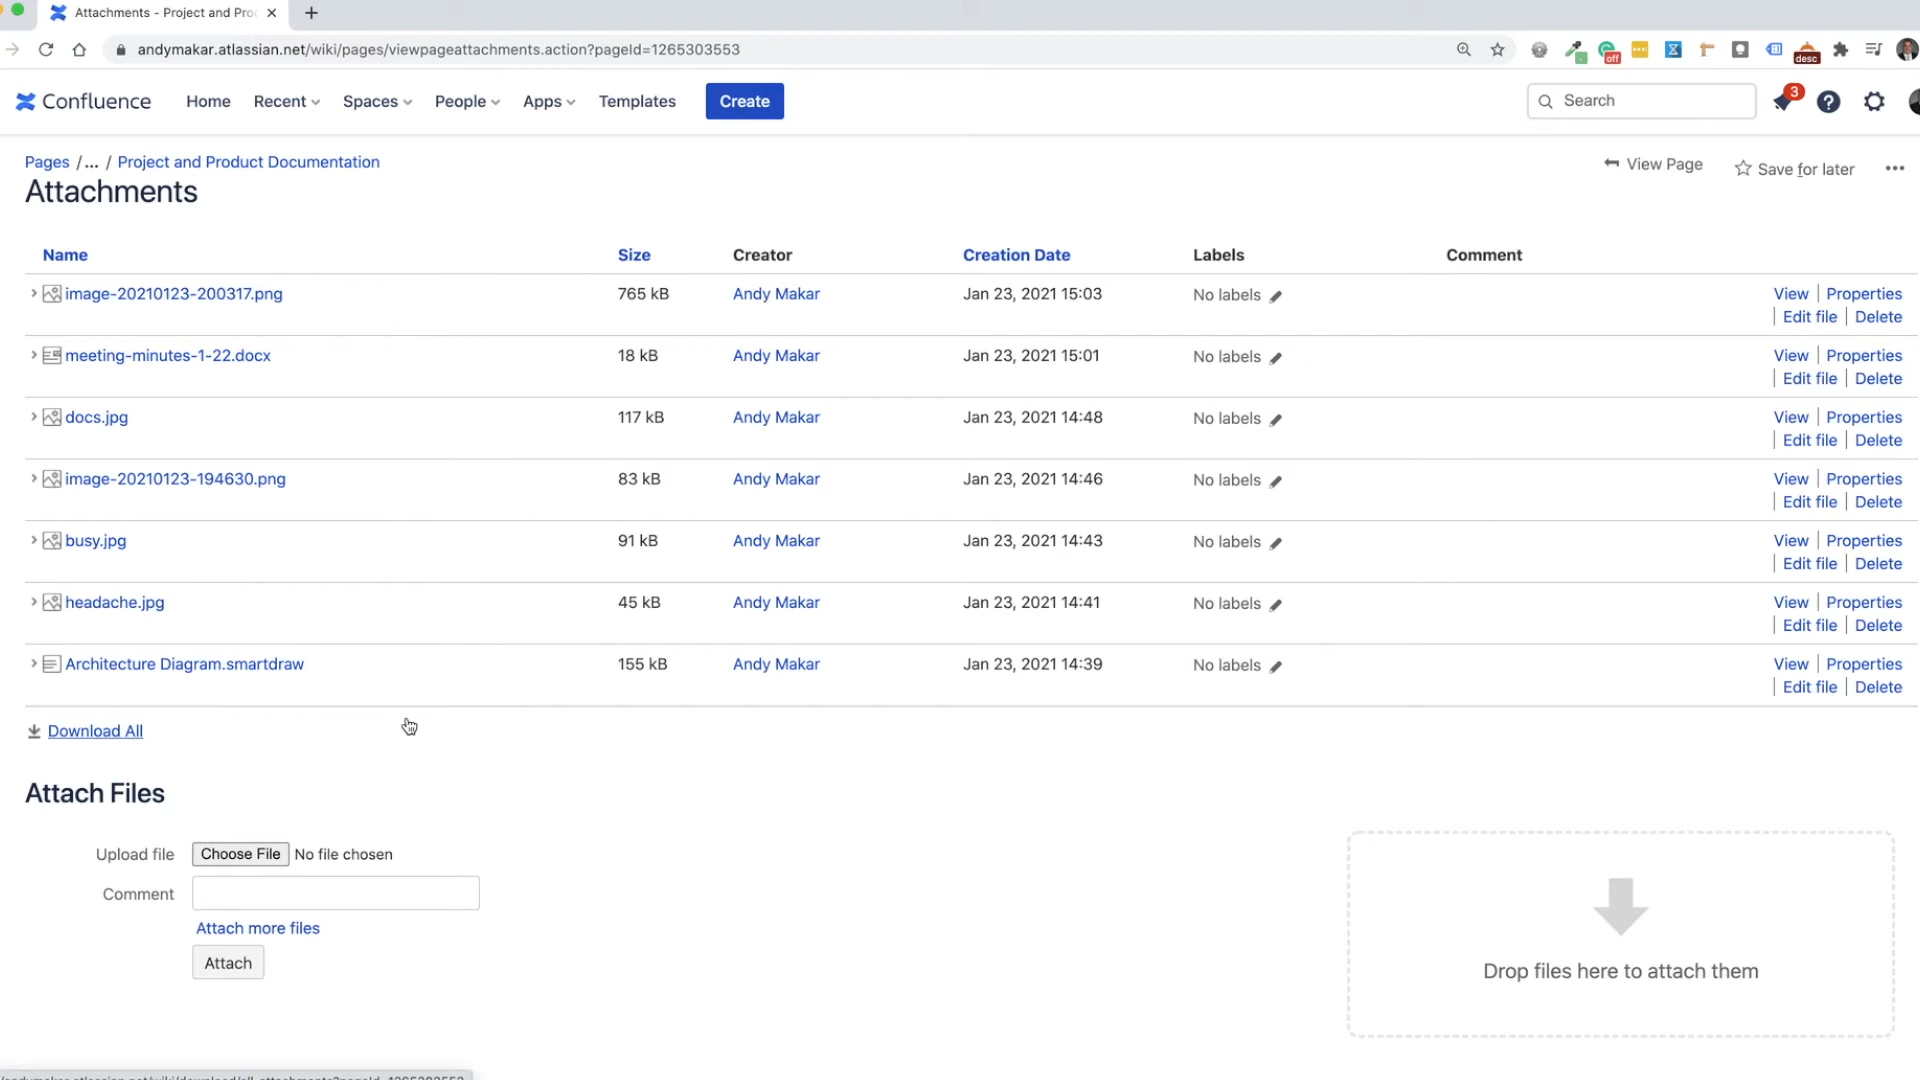 Attachments - Project and Pro
andymakar.atlassian.net/wiki/pages/viewpageattachments.action?pageId=1265303553
off
desc
Confluence Home Recent Spaces People Apps Templates Create Search 3
Pages / ... / Project and Product Documentation
View Page Save for later
Attachments
Name Size Creator Creation Date Labels Comment
image-20210123-200317.png 765 kB Andy Makar Jan 23, 2021 15:03 No labels View | Properties
| Edit file | Delete
meeting-minutes-1-22.docx 18 kB Andy Makar Jan 23, 2021 15:01 No labels View | Properties
| Edit file | Delete
docs.jpg 117 kB Andy Makar Jan 23, 2021 14:48 No labels View | Properties
| Edit file | Delete
image-20210123-194630.png 83 kB Andy Makar Jan 23, 2021 14:46 No labels View | Properties
| Edit file | Delete
busy.jpg 91 kB Andy Makar Jan 23, 2021 14:43 No labels View | Properties
| Edit file | Delete
headache.jpg 45 kB Andy Makar Jan 23, 2021 14:41 No labels View | Properties
| Edit file | Delete
Architecture Diagram.smartdraw 155 kB Andy Makar Jan 23, 2021 14:39 No labels View | Properties
| Edit file | Delete
Download All
Attach Files
Upload file Choose File No file chosen
Comment
Attach more files
Attach
Drop files here to attach them